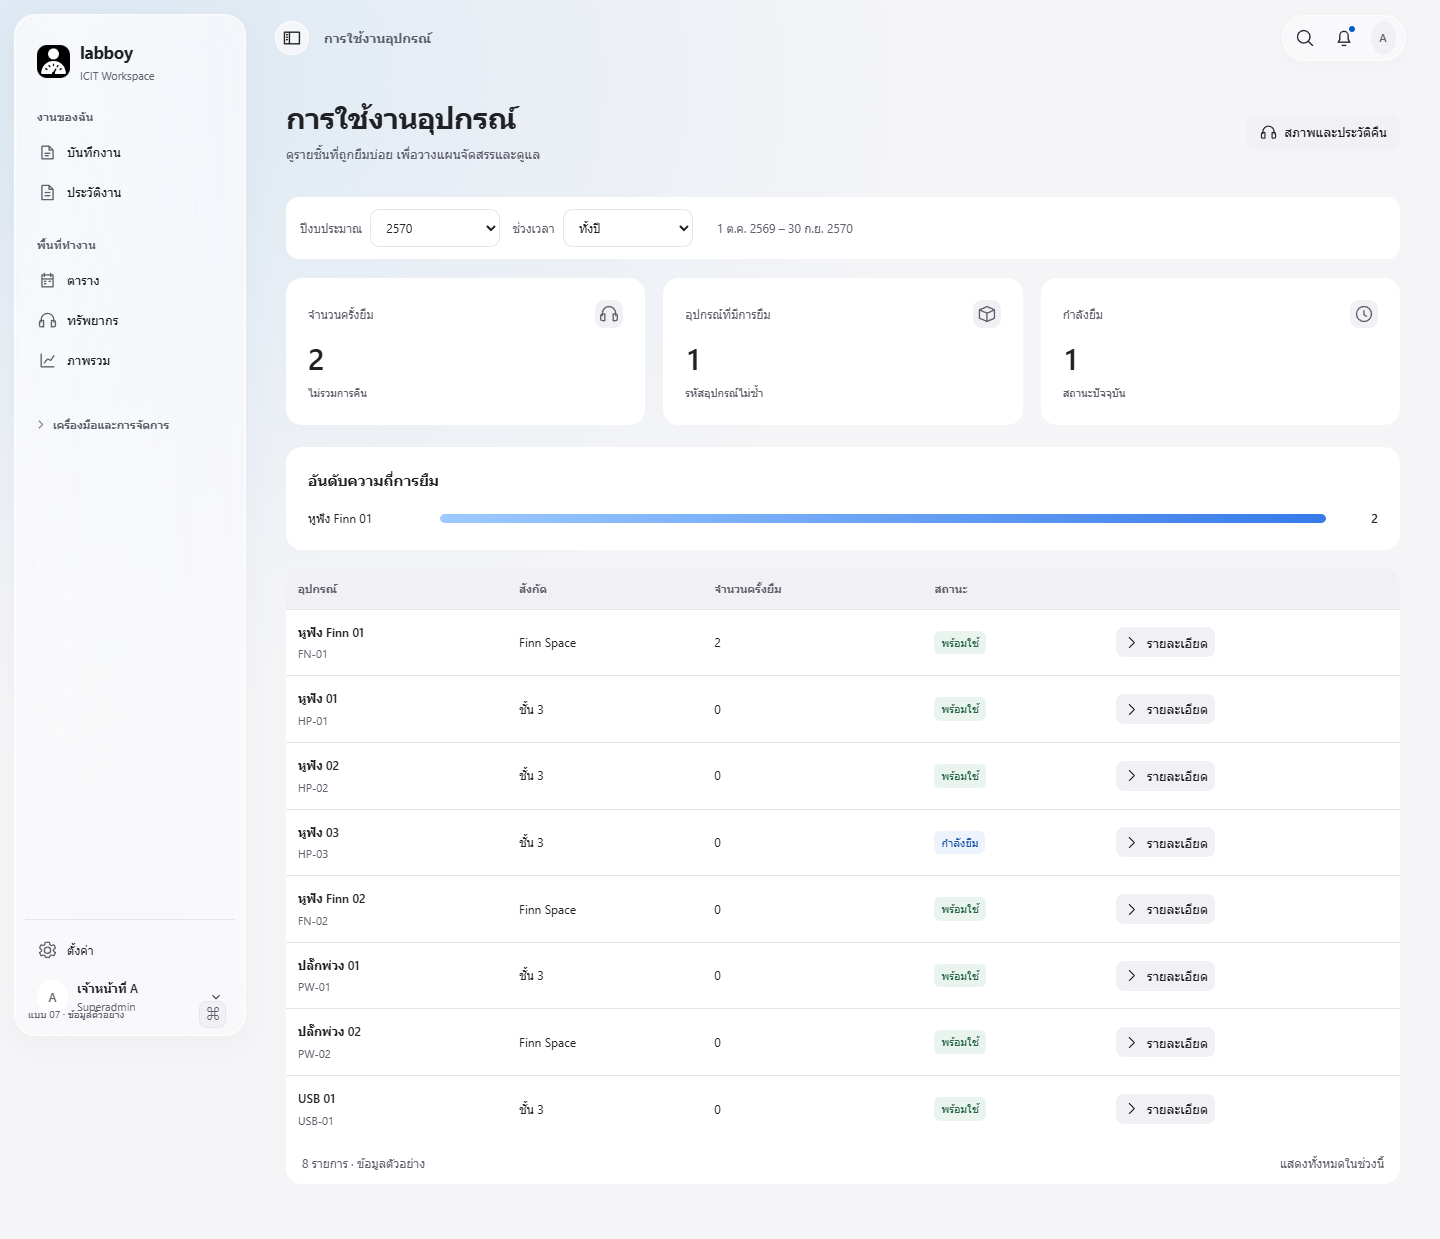 labboy
ICIT Workspace
งานของฉัน
บันทึกงาน
ประวัติงาน
พื้นที่ทำงาน
ตาราง
ทรัพยากร
ภาพรวม
เครื่องมือและการจัดการ
ตั้งค่า
A
เจ้าหน้าที่ A
Superadmin
แบบ 07 · ข้อมูลตัวอย่าง
การใช้งานอุปกรณ์
A
การใช้งานอุปกรณ์
ดูรายชิ้นที่ถูกยืมบ่อย เพื่อวางแผนจัดสรรและดูแล
สภาพและประวัติคืน
ปีงบประมาณ 2570 ช่วงเวลา ทั้งปี 1 ต.ค. 2569 – 30 ก.ย. 2570
จำนวนครั้งยืม
2
ไม่รวมการคืน
อุปกรณ์ที่มีการยืม
1
รหัสอุปกรณ์ไม่ซ้ำ
กำลังยืม
1
สถานะปัจจุบัน
อันดับความถี่การยืม
หูฟัง Finn 01 2
อุปกรณ์ สังกัด จำนวนครั้งยืม สถานะ
หูฟัง Finn 01
FN-01
Finn Space 2 พร้อมใช้ รายละเอียด
หูฟัง 01
HP-01
ชั้น 3 0 พร้อมใช้ รายละเอียด
หูฟัง 02
HP-02
ชั้น 3 0 พร้อมใช้ รายละเอียด
หูฟัง 03
HP-03
ชั้น 3 0 กำลังยืม รายละเอียด
หูฟัง Finn 02
FN-02
Finn Space 0 พร้อมใช้ รายละเอียด
ปลั๊กพ่วง 01
PW-01
ชั้น 3 0 พร้อมใช้ รายละเอียด
ปลั๊กพ่วง 02
PW-02
Finn Space 0 พร้อมใช้ รายละเอียด
USB 01
USB-01
ชั้น 3 0 พร้อมใช้ รายละเอียด
8 รายการ · ข้อมูลตัวอย่าง
แสดงทั้งหมดในช่วงนี้